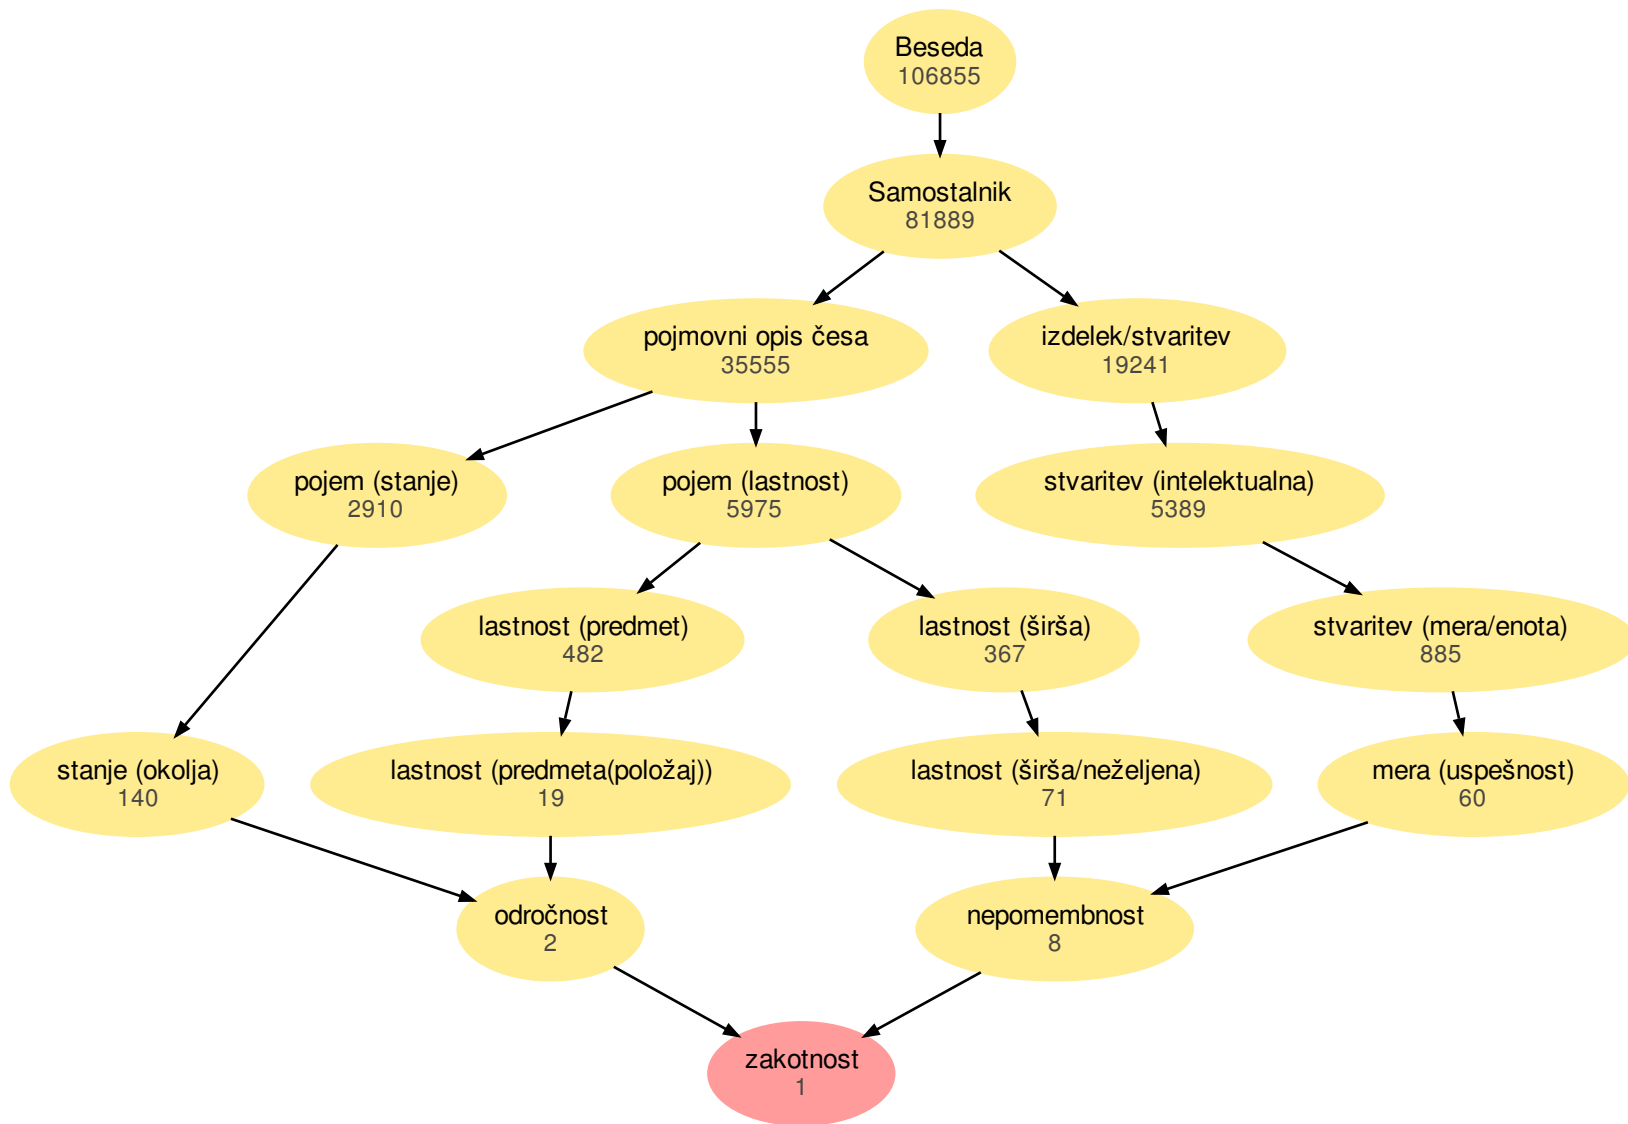 Beseda
106855
Samostalnik
81889
pojmovni opis česa
35555
izdelek/stvaritev
19241
pojem (stanje)
2910
pojem (lastnost)
5975
stvaritev (intelektualna)
5389
lastnost (predmet)
482
lastnost (širša)
367
stvaritev (mera/enota)
885
stanje (okolja)
140
lastnost (predmeta(položaj))
19
lastnost (širša/neželjena)
71
mera (uspešnost)
60
odročnost
2
nepomembnost
8
zakotnost
1